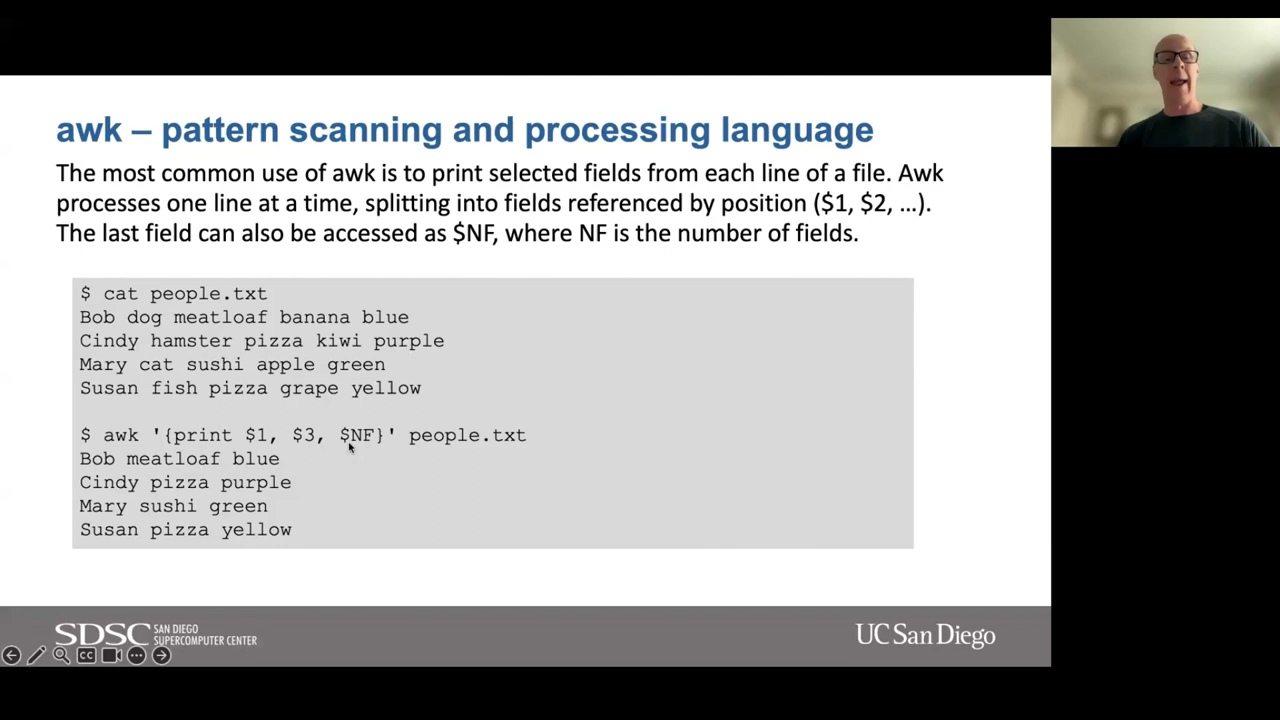 awk – pattern scanning and processing language
The most common use of awk is to print selected fields from each line of a file. Awk
processes one line at a time, splitting into fields referenced by position ($1, $2, …).
The last field can also be accessed as $NF, where NF is the number of fields.
$ cat people.txt
Bob dog meatloaf banana blue
Cindy hamster pizza kiwi purple
Mary cat sushi apple green
Susan fish pizza grape yellow
$ awk '{print $1, $3, $NF}' people.txt
Bob meatloaf blue
Cindy pizza purple
Mary sushi green
Susan pizza yellow
SDSC SAN DIEGO
SUPERCOMPUTER CENTER
UC San Diego
CC